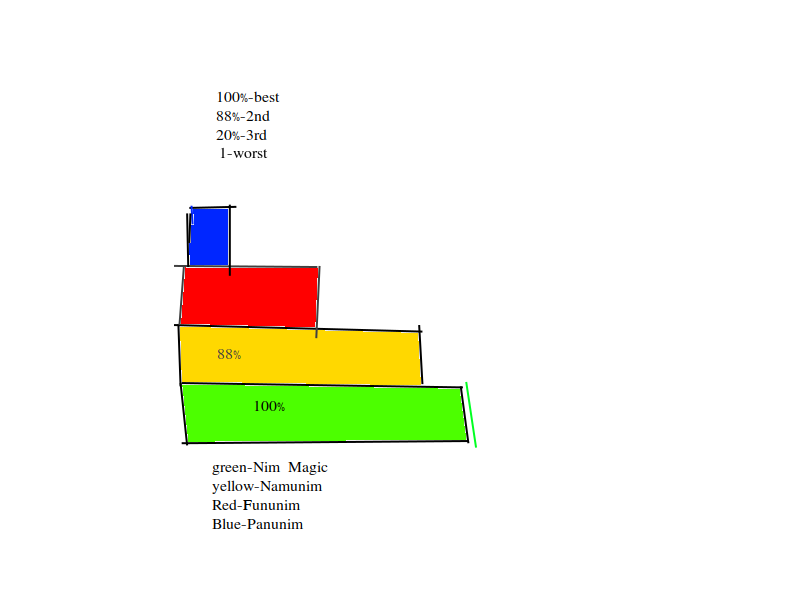 100%-best
88%-2nd
20%-3rd
1-worst
88%
100%
green-Nim Magic
yellow-Namunim
Red-Fununim
Blue-Panunim